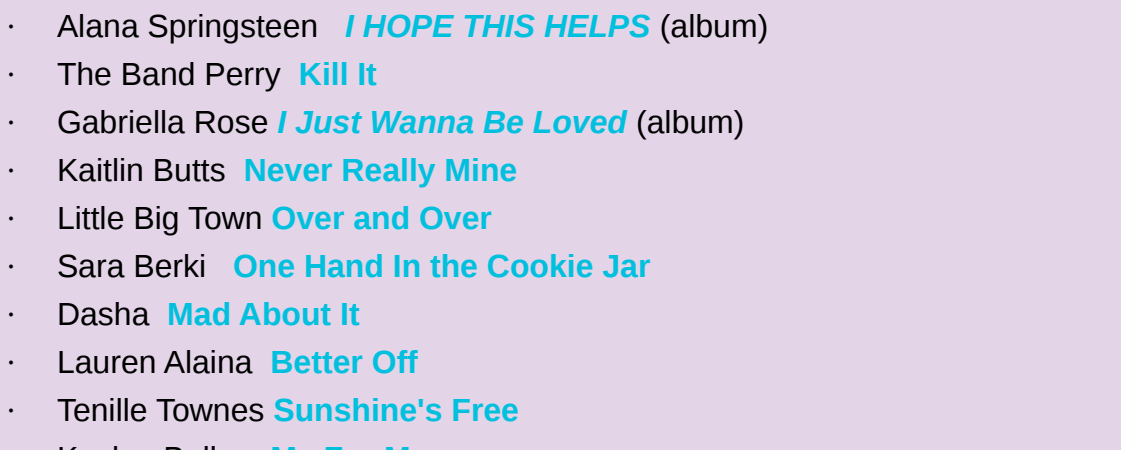 · Alana Springsteen I HOPE THIS HELPS (album)
· The Band Perry Kill It
· Gabriella Rose I Just Wanna Be Loved (album)
· Kaitlin Butts Never Really Mine
· Little Big Town Over and Over
· Sara Berki One Hand In the Cookie Jar
· Dasha Mad About It
· Lauren Alaina Better Off
· Tenille Townes Sunshine's Free